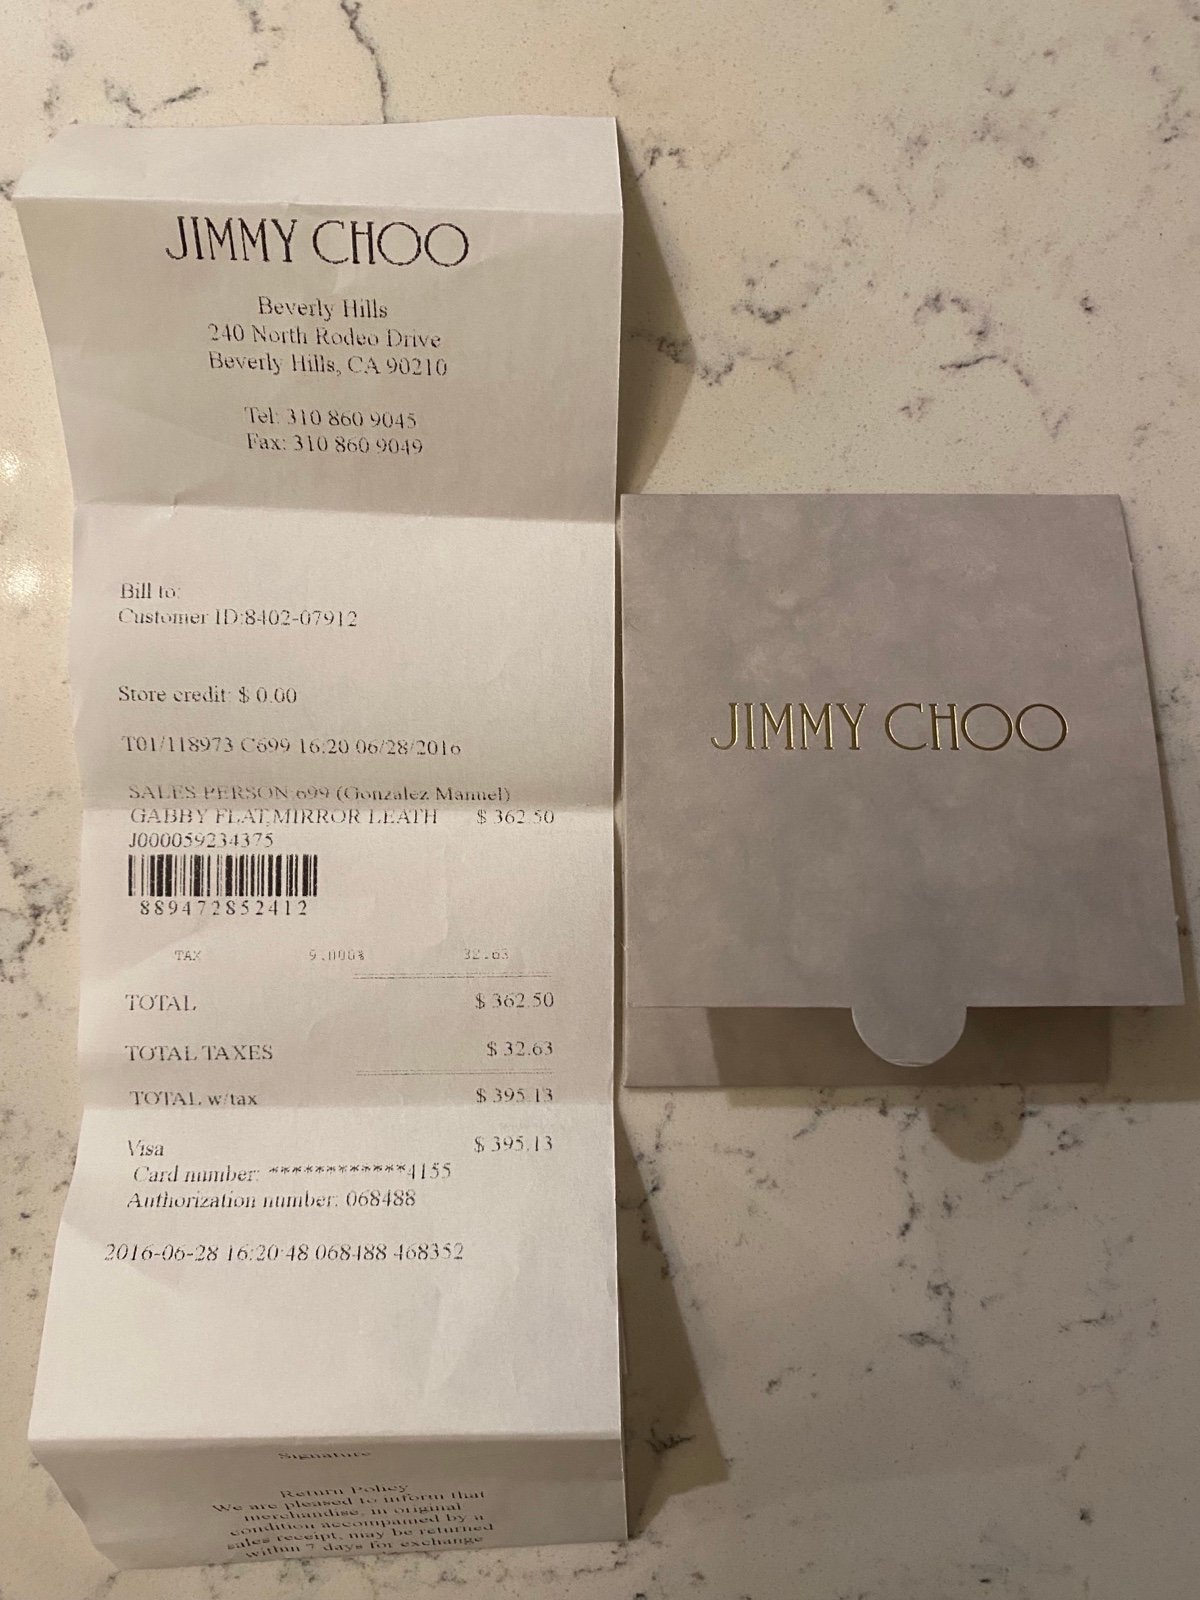 JIMMY CHOO
Beverly Hills
240 North Rodeo Drive
Beverly Hills, CA 90210
Tel: 310 860 9045
Fax: 310 860 9049
Bill to:
Customer ID:8402-07912
Store credit: $ 0.00
T01/118973 C699 16:20 06/28/2016
SALES PERSON 699 (Gonzalez Manuel)
GABBY FLAT,MIRROR LEATH $ 362.50
J000059234375
889472852412
TAX 9.000% 32.63
TOTAL $ 362.50
TOTAL TAXES $ 32.63
TOTAL w/tax $ 395.13
Visa $ 395.13
Card number: ************4155
Authorization number: 068488
2016-06-28 16:20:48 068488 468352
Signature
Return Policy
We are pleased to inform that
merchandise, in original
condition accompanied by a
sales receipt, may be returned
within 7 days for exchange
JIMMY CHOO